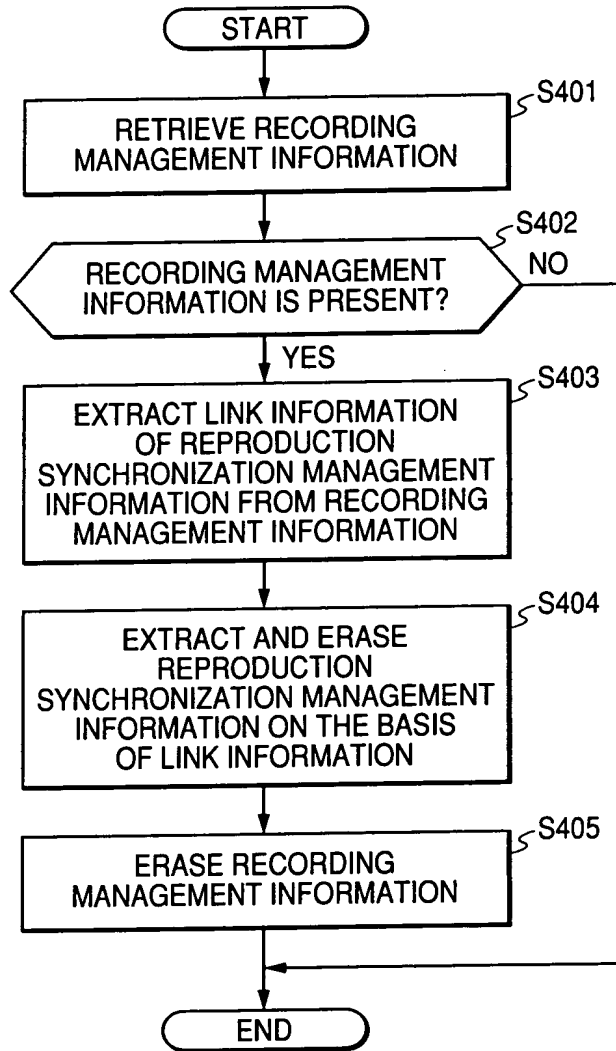 START
S401
RETRIEVE RECORDING
MANAGEMENT INFORMATION
S402
RECORDING MANAGEMENT
INFORMATION IS PRESENT?
NO
YES
S403
EXTRACT LINK INFORMATION
OF REPRODUCTION
SYNCHRONIZATION MANAGEMENT
INFORMATION FROM RECORDING
MANAGEMENT INFORMATION
S404
EXTRACT AND ERASE
REPRODUCTION
SYNCHRONIZATION MANAGEMENT
INFORMATION ON THE BASIS
OF LINK INFORMATION
S405
ERASE RECORDING
MANAGEMENT INFORMATION
END